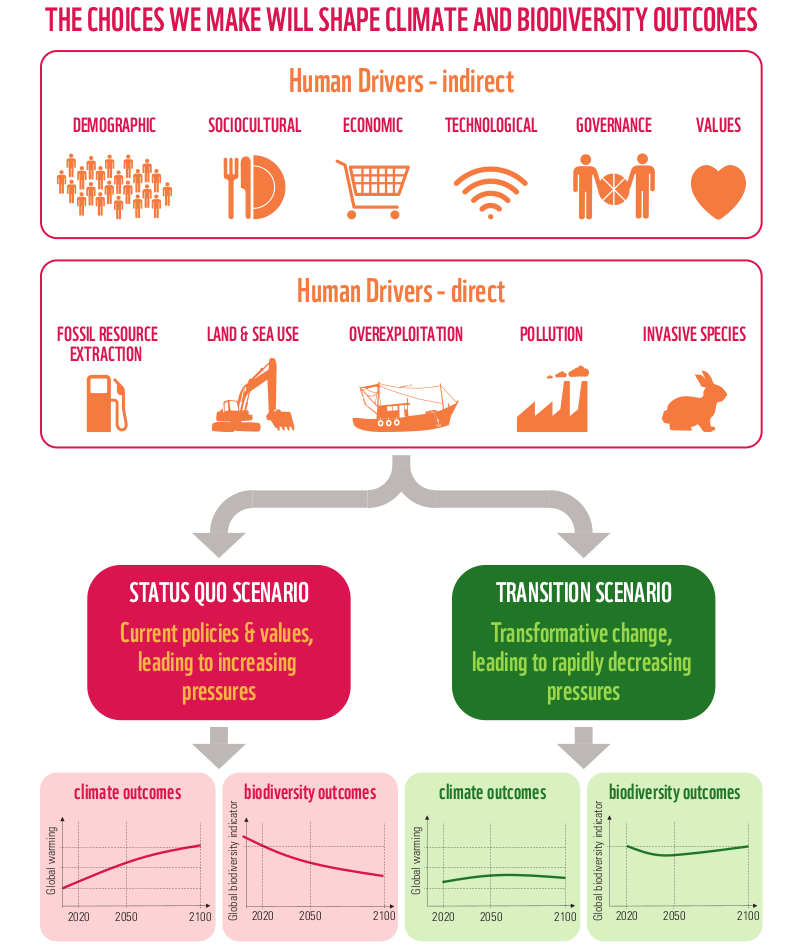 THE CHOICES WE MAKE WILL SHAPE CLIMATE AND BIODIVERSITY OUTCOMES
Human Drivers - indirect
DEMOGRAPHIC
SOCIOCULTURAL
ECONOMIC
TECHNOLOGICAL
GOVERNANCE
VALUES
Human Drivers - direct
FOSSIL RESOURCE
EXTRACTION
LAND & SEA USE
OVEREXPLOITATION
POLLUTION
INVASIVE SPECIES
STATUS QUO SCENARIO
Current policies & values,
leading to increasing
pressures
TRANSITION SCENARIO
Transformative change,
leading to rapidly decreasing
pressures
climate outcomes
Global warming
2020 2050 2100
biodiversity outcomes
Global biodiversity indicator
2020 2050 2100
climate outcomes
Global warming
2020 2050 2100
biodiversity outcomes
Global biodiversity indicator
2020 2050 2100